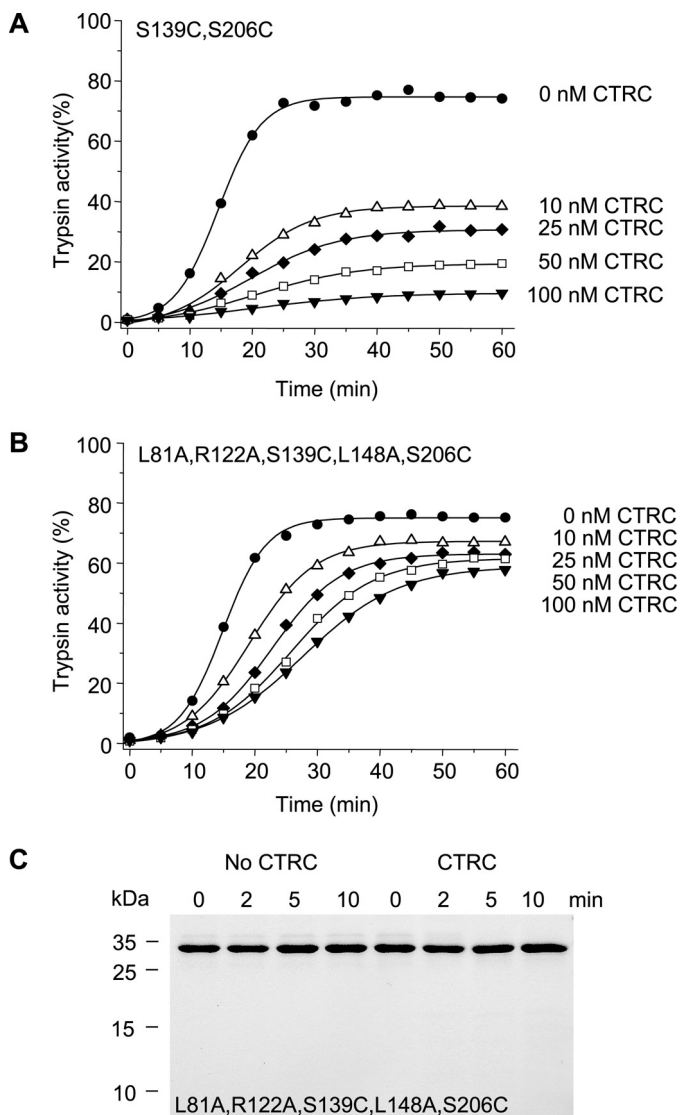 A
S139C,S206C
100
80
60
40
20
0
Trypsin activity(%)
0 10 20 30 40 50 60
Time (min)
0 nM CTRC
10 nM CTRC
25 nM CTRC
50 nM CTRC
100 nM CTRC
B
L81A,R122A,S139C,L148A,S206C
100
80
60
40
20
0
Trypsin activity (%)
0 10 20 30 40 50 60
Time (min)
0 nM CTRC
10 nM CTRC
25 nM CTRC
50 nM CTRC
100 nM CTRC
C
No CTRC CTRC
kDa 0 2 5 10 0 2 5 10 min
35
25
15
10
L81A,R122A,S139C,L148A,S206C